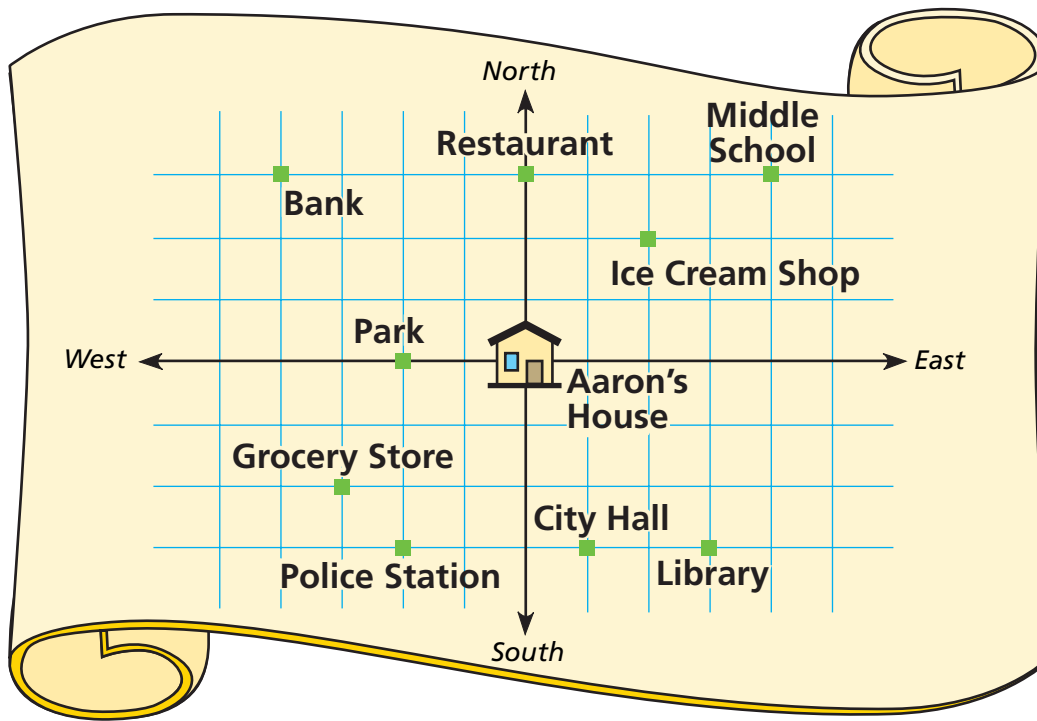 North
Middle
School
Restaurant
Bank
Ice Cream Shop
Park
West
East
Aaron's
House
Grocery Store
City Hall
Police Station
Library
South